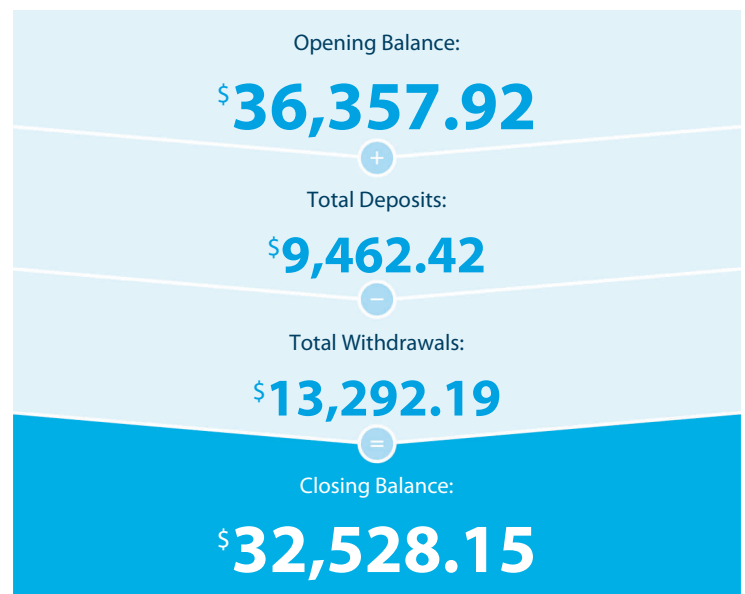 Opening Balance:
$36,357.92
+
Total Deposits:
$9,462.42
−
Total Withdrawals:
$13,292.19
=
Closing Balance:
$32,528.15